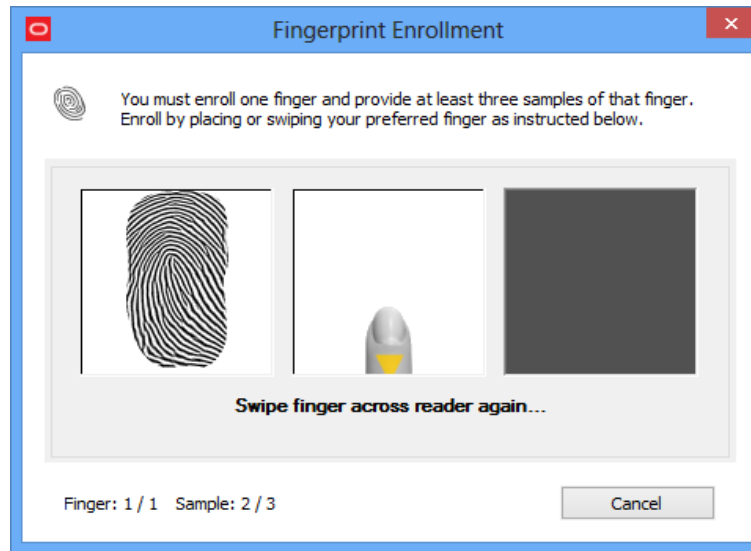 Fingerprint Enrollment
You must enroll one finger and provide at least three samples of that finger.
Enroll by placing or swiping your preferred finger as instructed below.
Swipe finger across reader again...
Finger: 1 / 1 Sample: 2 / 3
Cancel